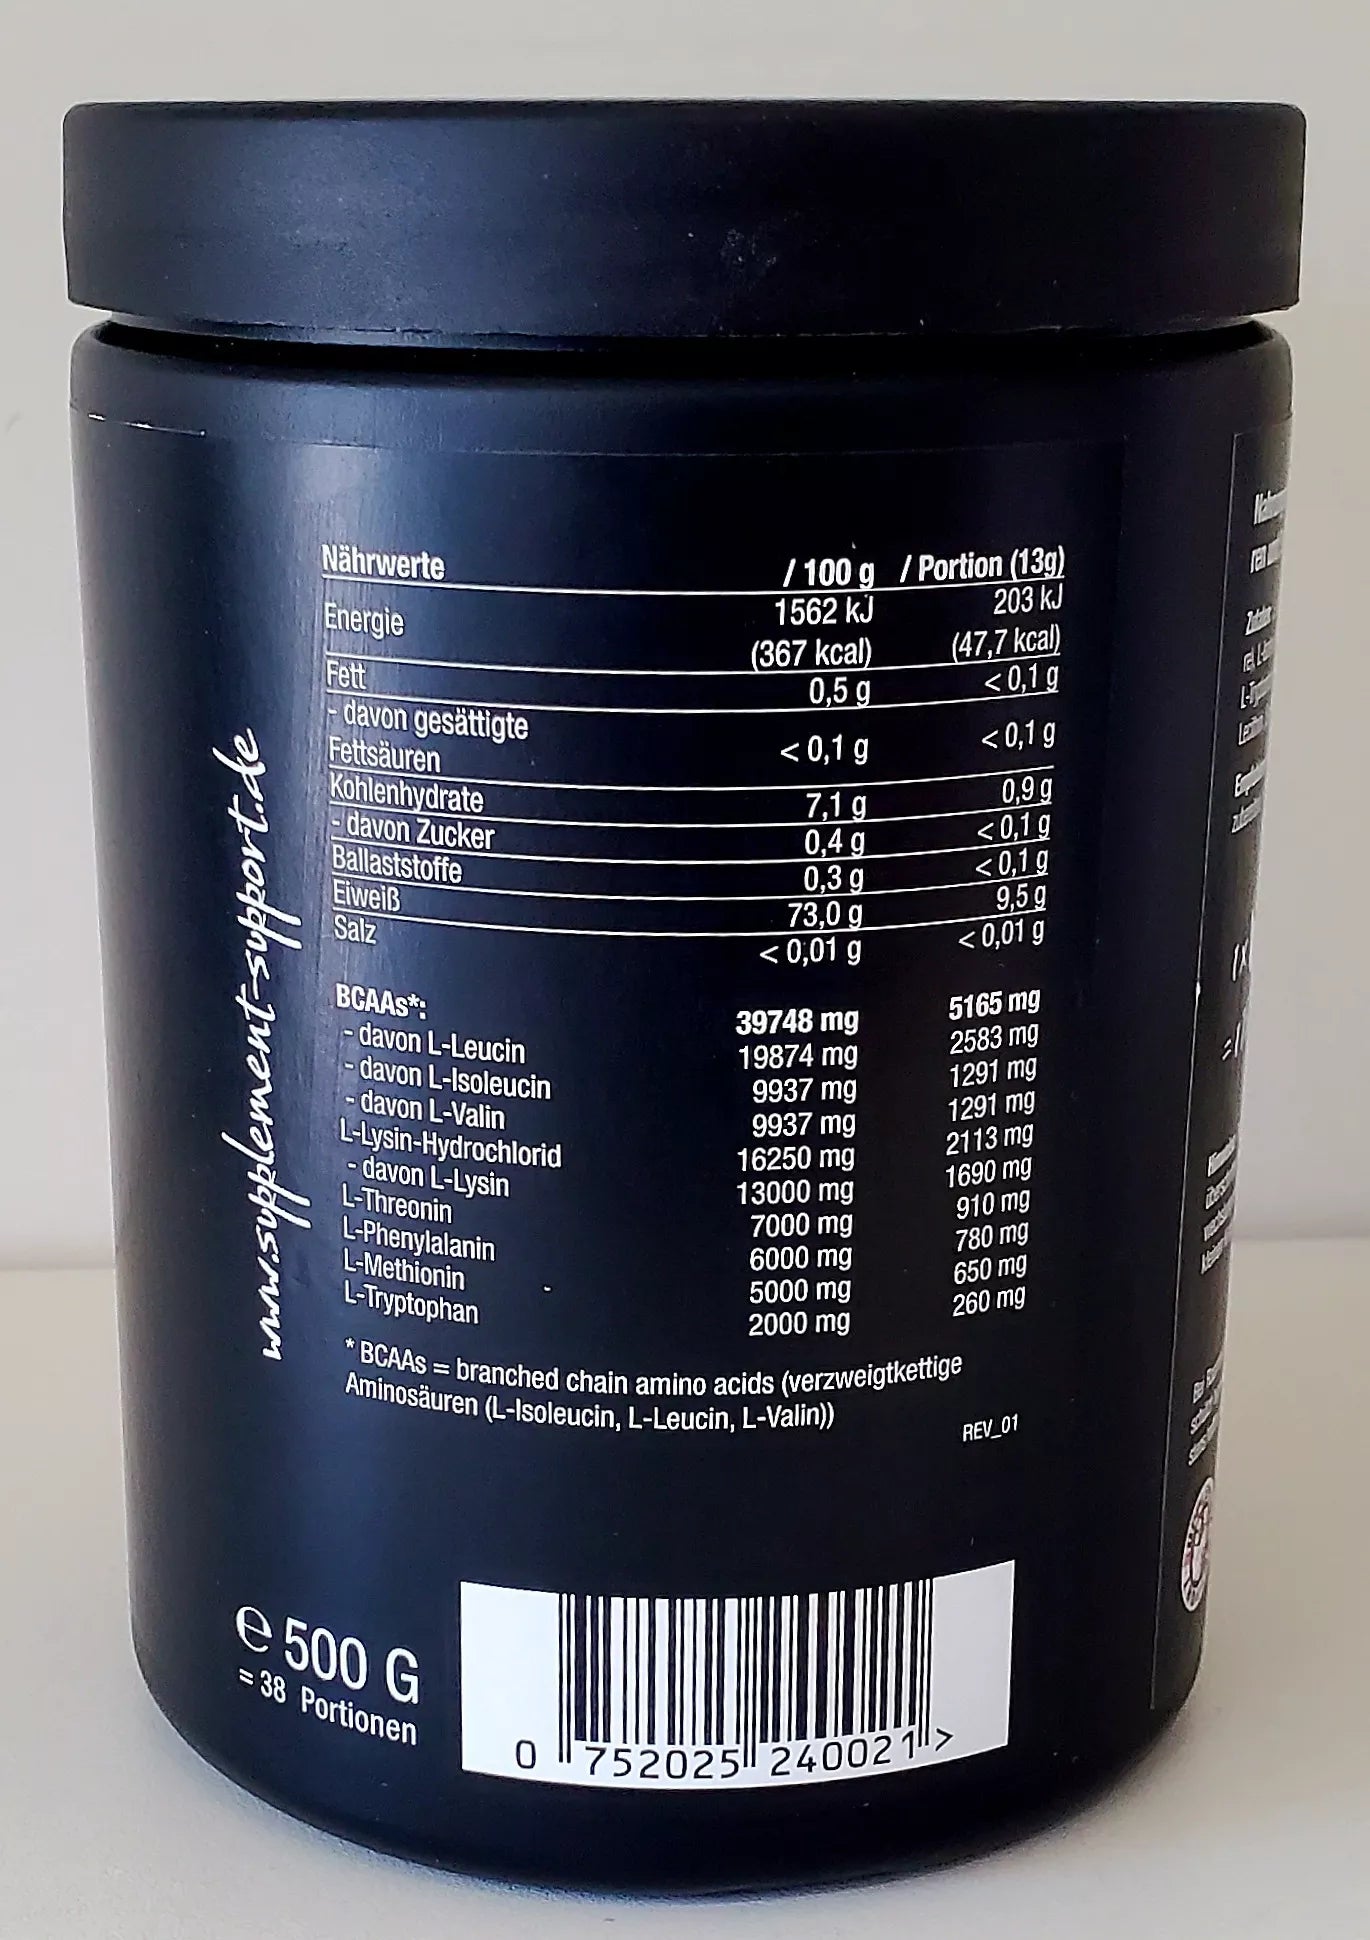 Nährwerte / 100 g / Portion (13g)
Energie 1562 kJ 203 kJ
(367 kcal) (47,7 kcal)
Fett 0,5 g < 0,1 g
- davon gesättigte
Fettsäuren < 0,1 g < 0,1 g
Kohlenhydrate 7,1 g 0,9 g
- davon Zucker 0,4 g < 0,1 g
Ballaststoffe 0,3 g < 0,1 g
Eiweiß 73,0 g 9,5 g
Salz < 0,01 g < 0,01 g
BCAAs*: 39748 mg 5165 mg
- davon L-Leucin 19874 mg 2583 mg
- davon L-Isoleucin 9937 mg 1291 mg
- davon L-Valin 9937 mg 1291 mg
L-Lysin-Hydrochlorid 16250 mg 2113 mg
- davon L-Lysin 13000 mg 1690 mg
L-Threonin 7000 mg 910 mg
L-Phenylalanin 6000 mg 780 mg
L-Methionin 5000 mg 650 mg
L-Tryptophan 2000 mg 260 mg
* BCAAs = branched chain amino acids (verzweigtkettige
Aminosäuren (L-Isoleucin, L-Leucin, L-Valin))
REV_01
www.supplement-support.de
e 500 G
= 38 Portionen
0 752025 240021 >